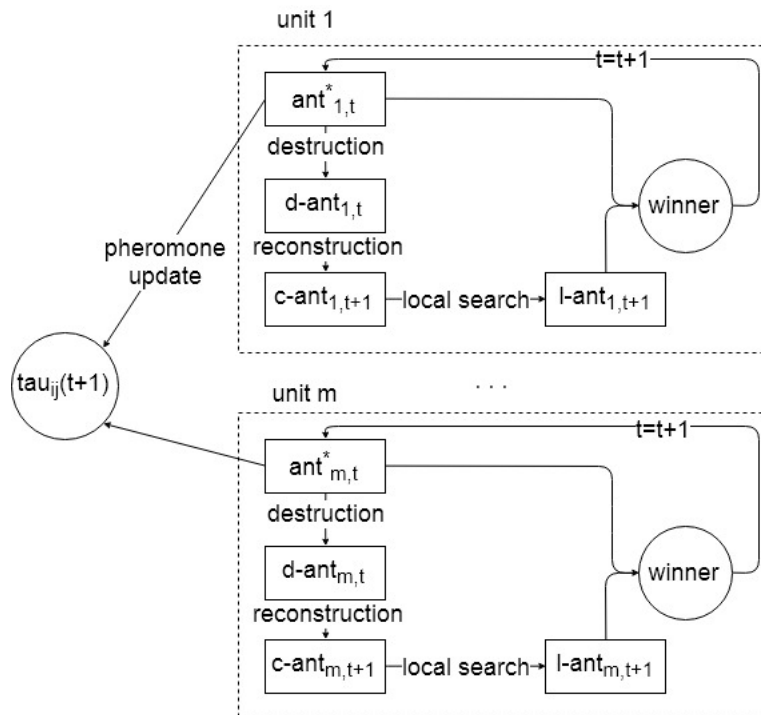 unit 1
t=t+1
ant*1,t
destruction
d-ant1,t
winner
pheromone
update
reconstruction
c-ant1,t+1
local search
l-ant1,t+1
tauij(t+1)
. . .
unit m
t=t+1
ant*m,t
destruction
d-antm,t
winner
reconstruction
c-antm,t+1
local search
l-antm,t+1